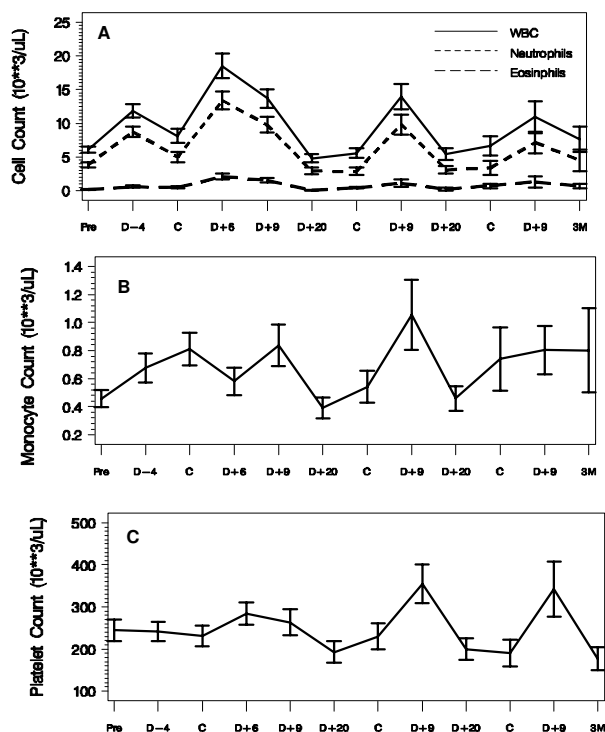 A
WBC
Neutrophils
Eosinphils
Cell Count (10**3/uL)
25
20
15
10
5
0
Pre D−4 C D+6 D+9 D+20 C D+9 D+20 C D+9 3M
B
Monocyte Count (10**3/uL)
1.4
1.2
1.0
0.8
0.6
0.4
0.2
Pre D−4 C D+6 D+9 D+20 C D+9 D+20 C D+9 3M
C
Platelet Count (10**3/uL)
500
400
300
200
100
Pre D−4 C D+6 D+9 D+20 C D+9 D+20 C D+9 3M